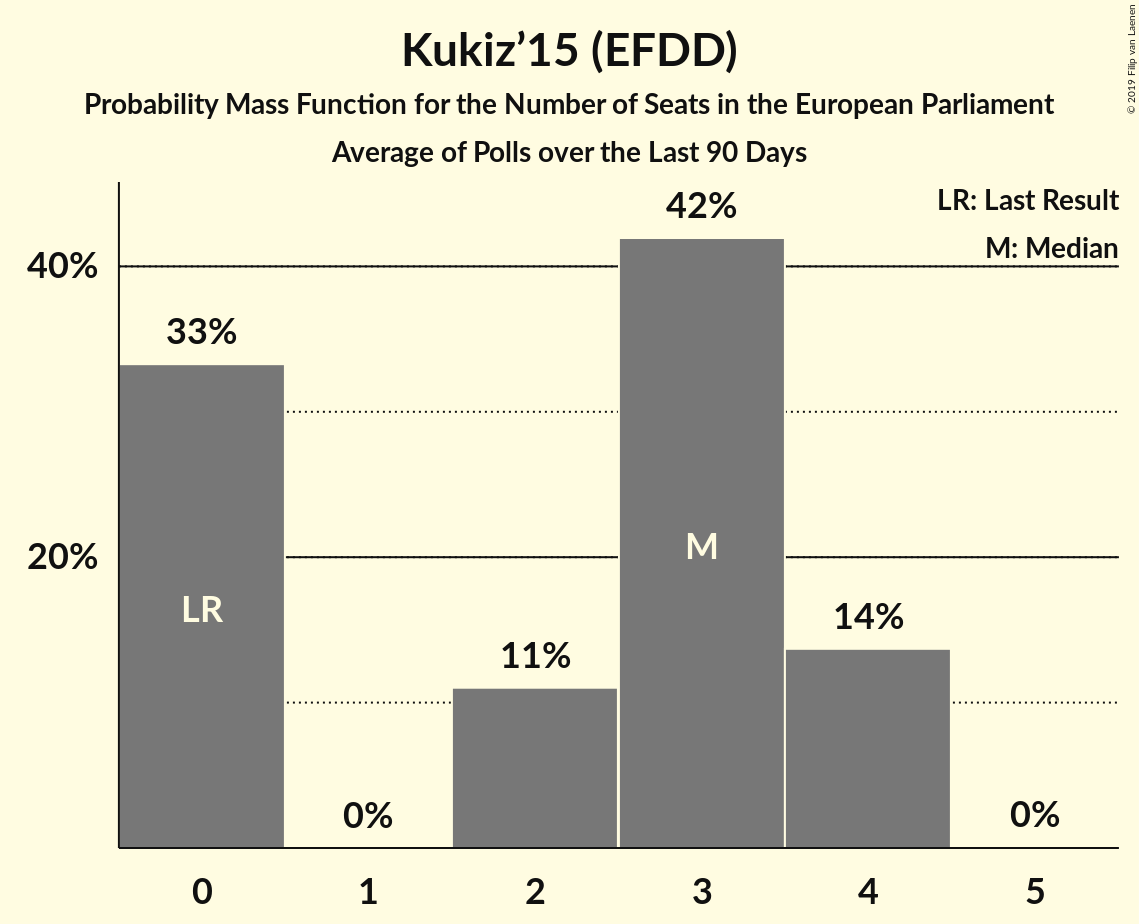 Kukiz’15 (EFDD)
Probability Mass Function for the Number of Seats in the European Parliament
Average of Polls over the Last 90 Days
© 2019 Filip van Laenen
LR: Last Result
M: Median
42%
40%
33%
M
20%
LR
14%
11%
0%
0%
0 1 2 3 4 5